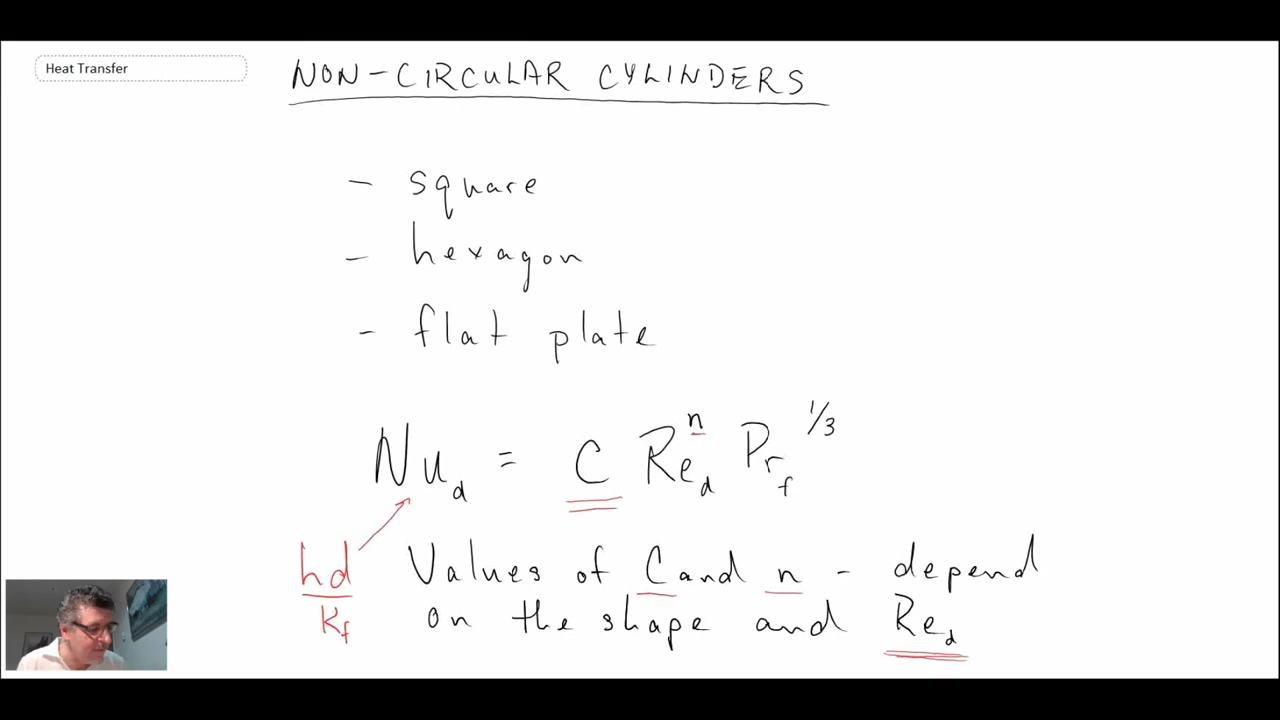 Heat Transfer
NON-CIRCULAR CYLINDERS
- square
- hexagon
- flat plate
Nu_d = C Re_d^n Pr_f^1/3
hd/k_f
Values of C and n - depend
on the shape and Re_d